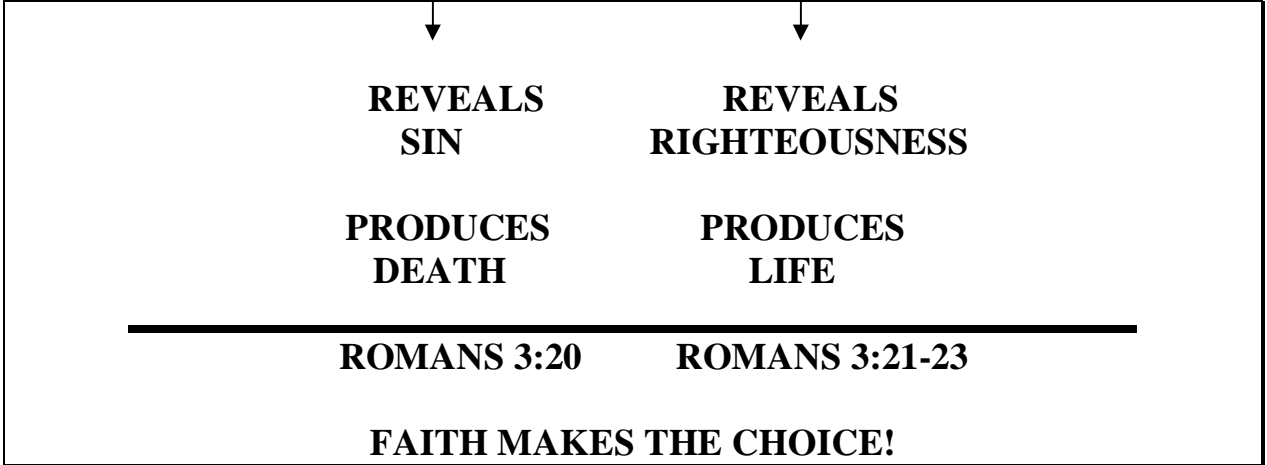 REVEALS REVEALS
SIN RIGHTEOUSNESS
PRODUCES PRODUCES
DEATH LIFE
ROMANS 3:20 ROMANS 3:21-23
FAITH MAKES THE CHOICE!